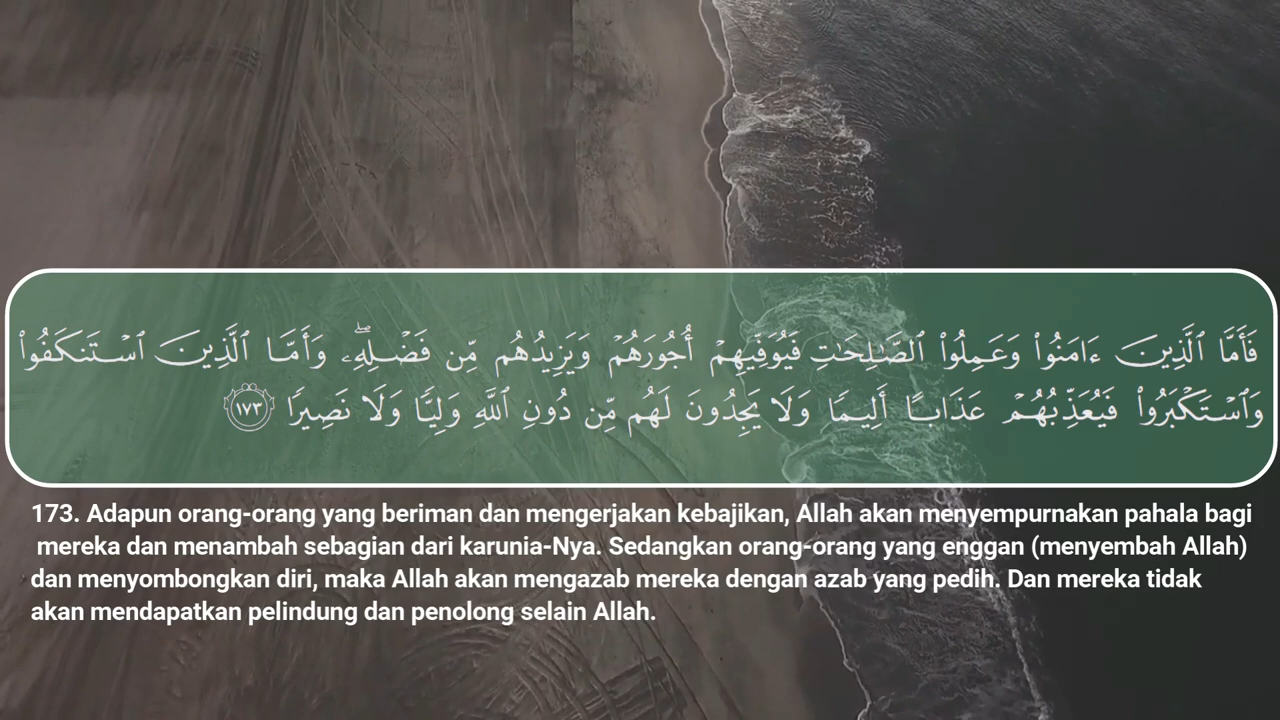 فَأَمَّا ٱلَّذِينَ ءَامَنُوا۟ وَعَمِلُوا۟ ٱلصَّـٰلِحَـٰتِ فَيُوَفِّيهِمْ أُجُورَهُمْ وَيَزِيدُهُم مِّن فَضْلِهِۦۖ وَأَمَّا ٱلَّذِينَ ٱسْتَنكَفُوا۟
وَٱسْتَكْبَرُوا۟ فَيُعَذِّبُهُمْ عَذَابًا أَلِيمًا وَلَا يَجِدُونَ لَهُم مِّن دُونِ ٱللَّهِ وَلِيًّا وَلَا نَصِيرًا ١٧٣
173. Adapun orang-orang yang beriman dan mengerjakan kebajikan, Allah akan menyempurnakan pahala bagi
mereka dan menambah sebagian dari karunia-Nya. Sedangkan orang-orang yang enggan (menyembah Allah)
dan menyombongkan diri, maka Allah akan mengazab mereka dengan azab yang pedih. Dan mereka tidak
akan mendapatkan pelindung dan penolong selain Allah.